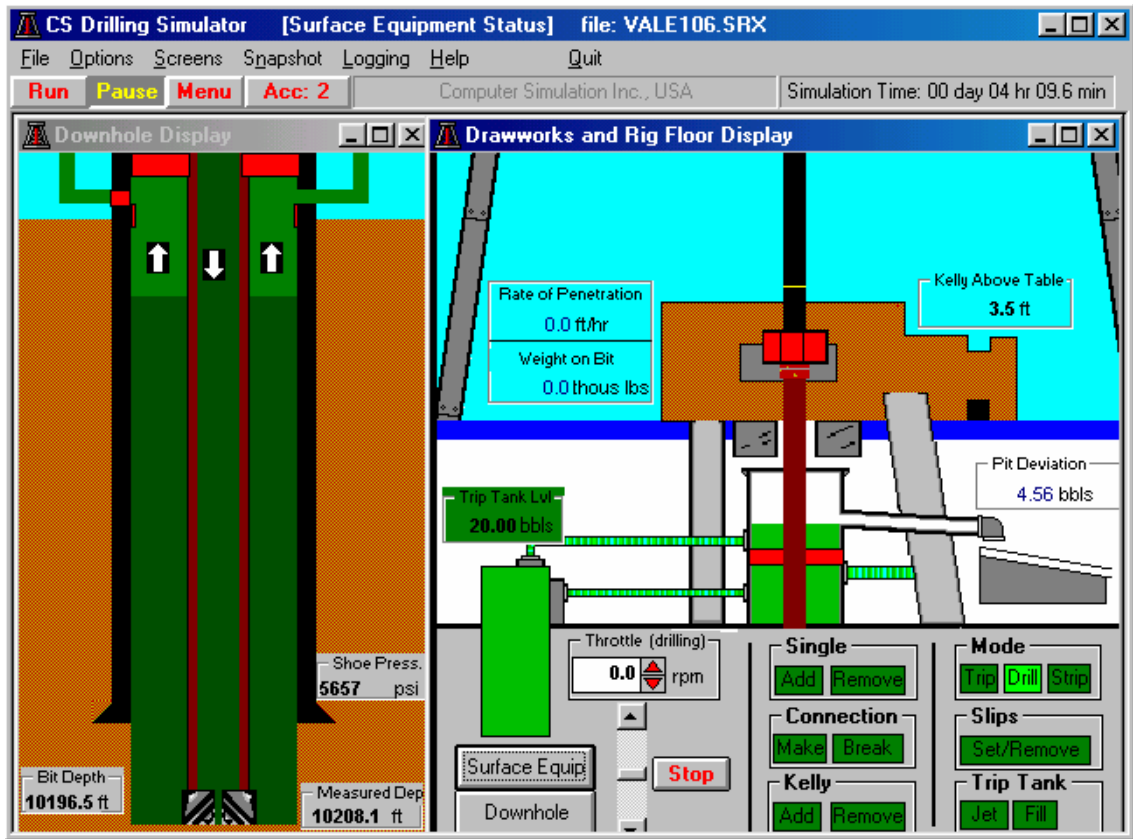 CS Drilling Simulator [Surface Equipment Status] file: VALE106.SRX
File Options Screens Snapshot Logging Help Quit
Run Pause Menu Acc: 2 Computer Simulation Inc., USA Simulation Time: 00 day 04 hr 09.6 min
Downhole Display
Shoe Press.
5657 psi
Bit Depth
10196.5 ft
Measured Dep
10208.1 ft
Drawworks and Rig Floor Display
Rate of Penetration
0.0 ft/hr
Weight on Bit
0.0 thous lbs
Kelly Above Table
3.5 ft
Pit Deviation
4.56 bbls
Trip Tank Lvl
20.00 bbls
Throttle (drilling)
0.0 rpm
Surface Equip
Downhole
Stop
Single
Add Remove
Connection
Make Break
Kelly
Add Remove
Mode
Trip Drill Strip
Slips
Set/Remove
Trip Tank
Jet Fill